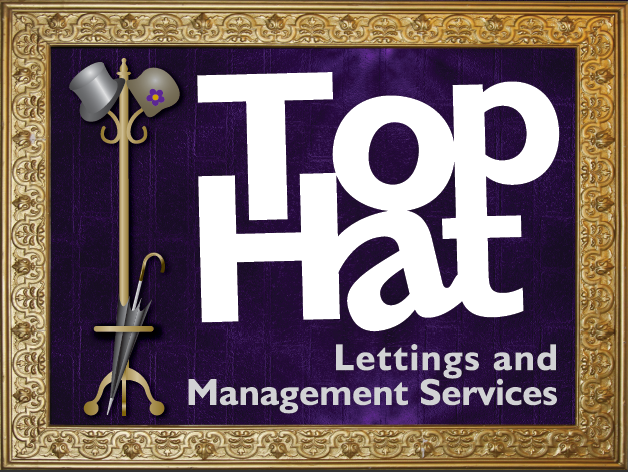 Top
Hat
Lettings and
Management Services